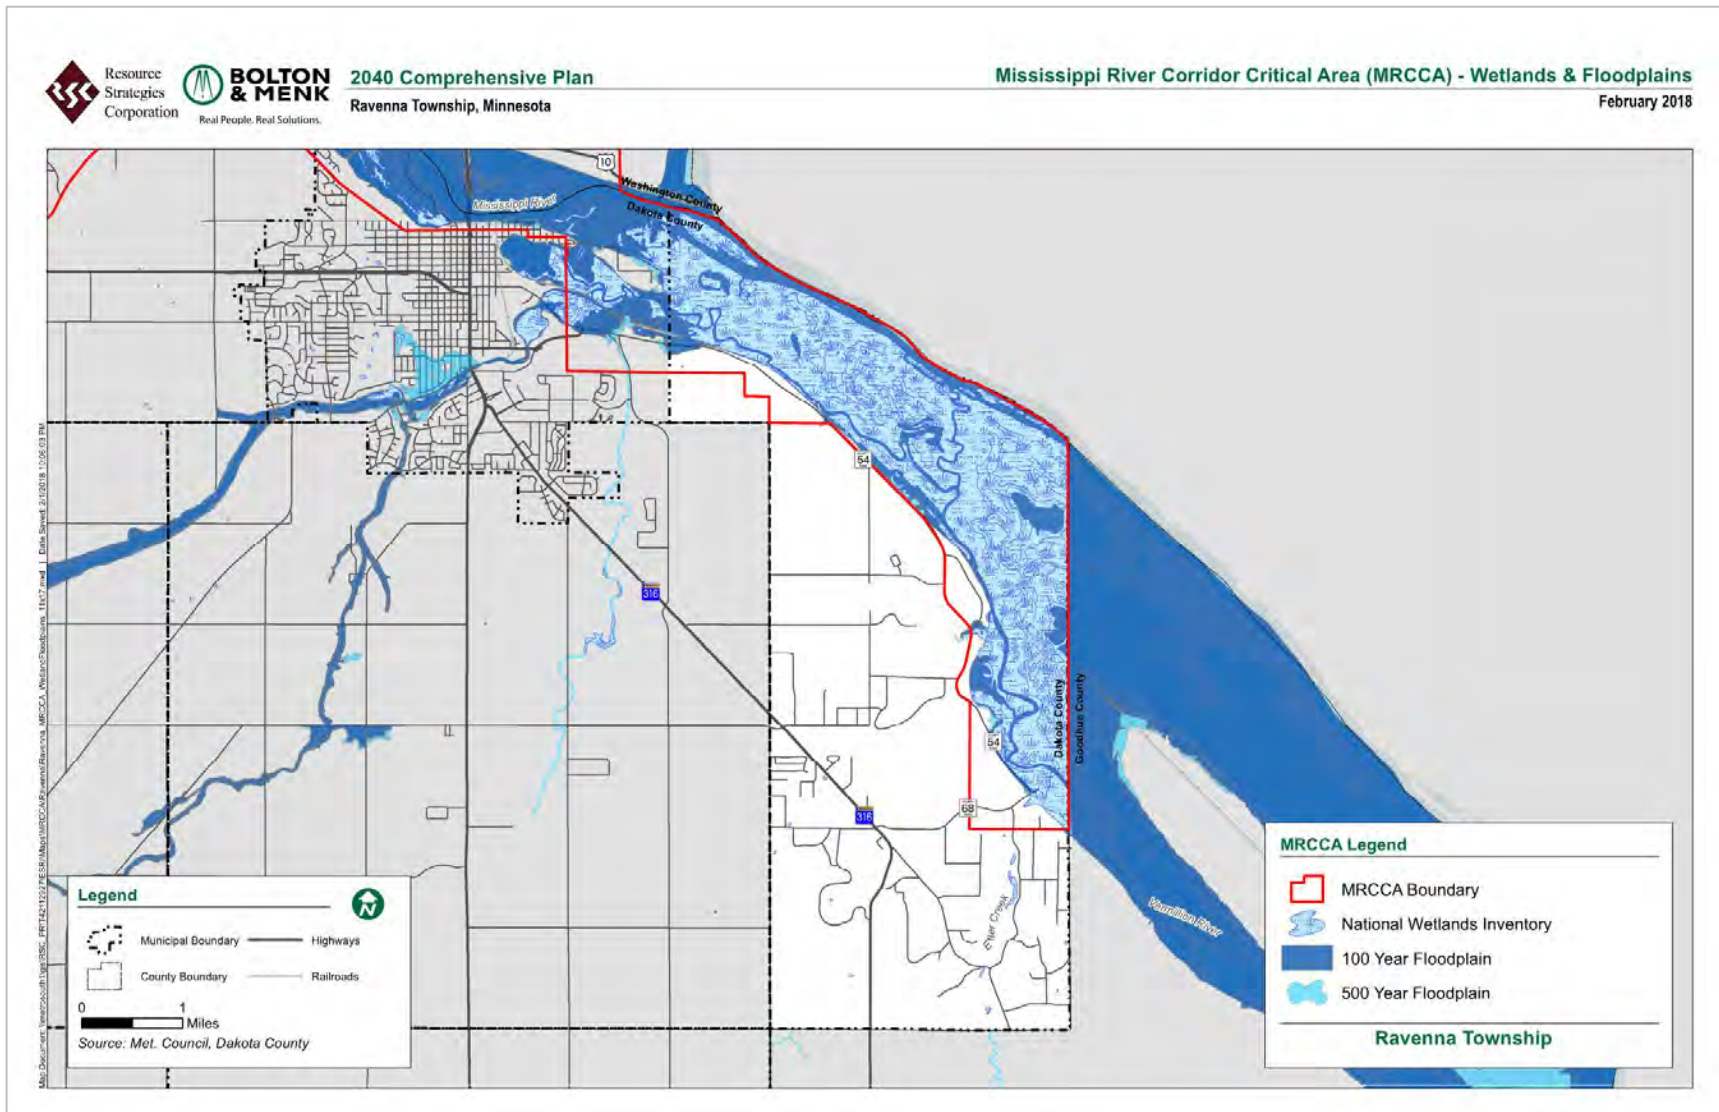 Resource
Strategies
Corporation
BOLTON
& MENK
Real People. Real Solutions.
2040 Comprehensive Plan
Ravenna Township, Minnesota
Mississippi River Corridor Critical Area (MRCCA) - Wetlands & Floodplains
February 2018
10
Washington County
Dakota County
Mississippi River
54
316
Dakota County
Goodhue County
54
68
316
Etter Creek
Vermillion River
Legend
N
Municipal Boundary
Highways
County Boundary
Railroads
0 1
Miles
Source: Met. Council, Dakota County
MRCCA Legend
MRCCA Boundary
National Wetlands Inventory
100 Year Floodplain
500 Year Floodplain
Ravenna Township